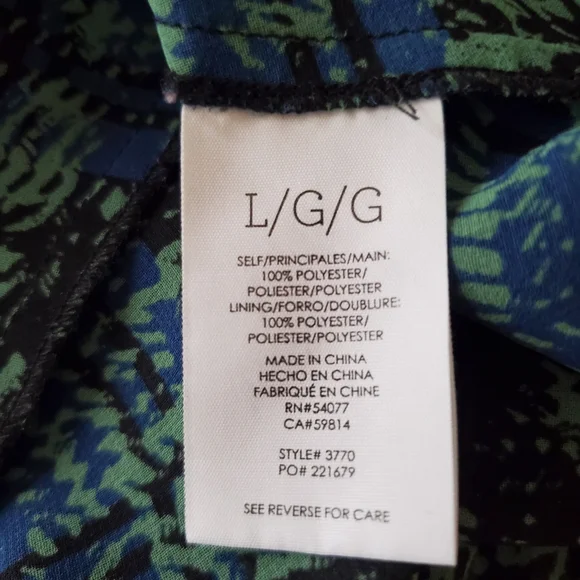 L/G/G
SELF/PRINCIPALES/MAIN:
100% POLYESTER/
POLIESTER/POLYESTER
LINING/FORRO/DOUBLURE:
100% POLYESTER/
POLIESTER/POLYESTER
MADE IN CHINA
HECHO EN CHINA
FABRIQUÉ EN CHINE
RN#54077
CA#59814
STYLE# 3770
PO# 221679
SEE REVERSE FOR CARE